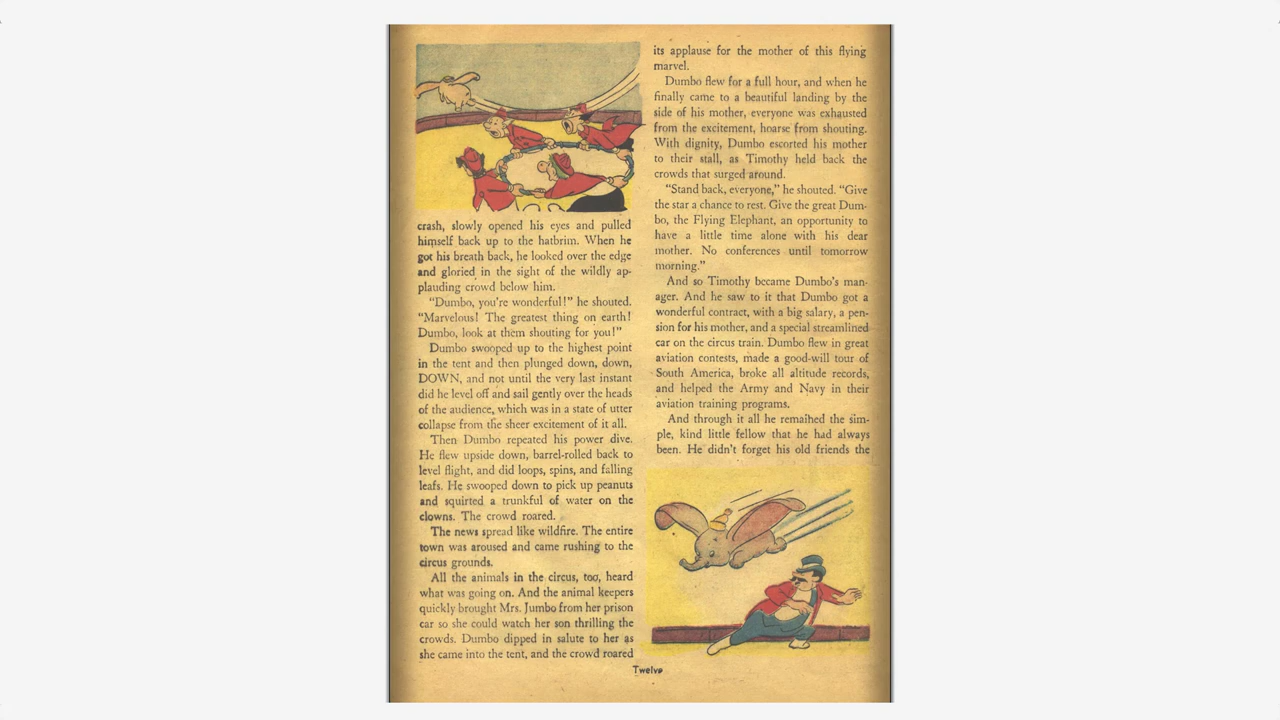 crash, slowly opened his eyes and pulled
himself back up to the hatbrim. When he
got his breath back, he looked over the edge
and gloried in the sight of the wildly ap-
plauding crowd below him.
"Dumbo, you're wonderful!" he shouted.
"Marvelous! The greatest thing on earth!
Dumbo, look at them shouting for you!"
Dumbo swooped up to the highest point
in the tent and then plunged down, down,
DOWN, and not until the very last instant
did he level off and sail gently over the heads
of the audience, which was in a state of utter
collapse from the sheer excitement of it all.
Then Dumbo repeated his power dive.
He flew upside down, barrel-rolled back to
level flight, and did loops, spins, and falling
leafs. He swooped down to pick up peanuts
and squirted a trunkful of water on the
clowns. The crowd roared.
The news spread like wildfire. The entire
town was aroused and came rushing to the
circus grounds.
All the animals in the circus, too, heard
what was going on. And the animal keepers
quickly brought Mrs. Jumbo from her prison
car so she could watch her son thrilling the
crowds. Dumbo dipped in salute to her as
she came into the tent, and the crowd roared
its applause for the mother of this flying
marvel.
Dumbo flew for a full hour, and when he
finally came to a beautiful landing by the
side of his mother, everyone was exhausted
from the excitement, hoarse from shouting.
With dignity, Dumbo escorted his mother
to their stall, as Timothy held back the
crowds that surged around.
"Stand back, everyone," he shouted. "Give
the star a chance to rest. Give the great Dum-
bo, the Flying Elephant, an opportunity to
have a little time alone with his dear
mother. No conferences until tomorrow
morning."
And so Timothy became Dumbo's man-
ager. And he saw to it that Dumbo got a
wonderful contract, with a big salary, a pen-
sion for his mother, and a special streamlined
car on the circus train. Dumbo flew in great
aviation contests, made a good-will tour of
South America, broke all altitude records,
and helped the Army and Navy in their
aviation training programs.
And through it all he remained the sim-
ple, kind little fellow that he had always
been. He didn't forget his old friends the
Twelve